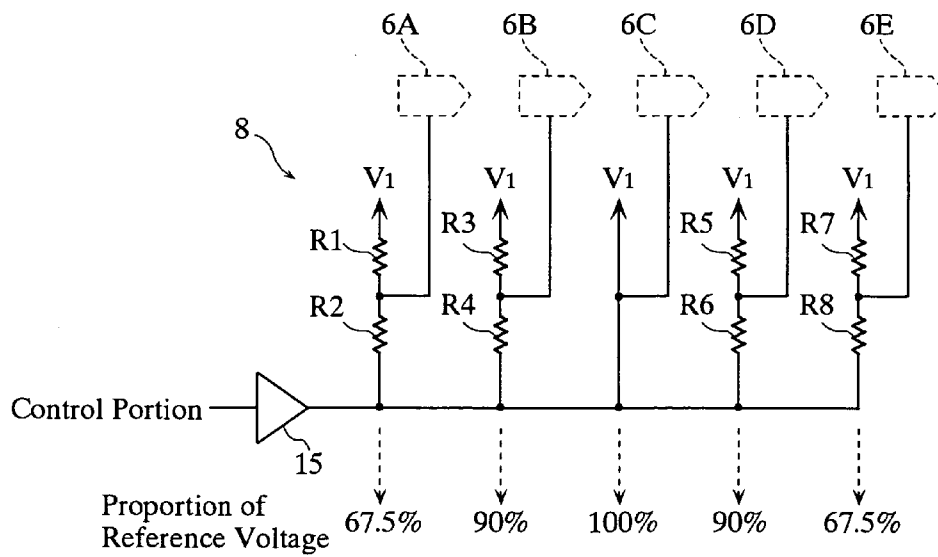 6A 6B 6C 6D 6E
8
V1 V1 V1 V1 V1
R1 R3 R5 R7
R2 R4 R6 R8
Control Portion
15
Proportion of
Reference Voltage
67.5% 90% 100% 90% 67.5%